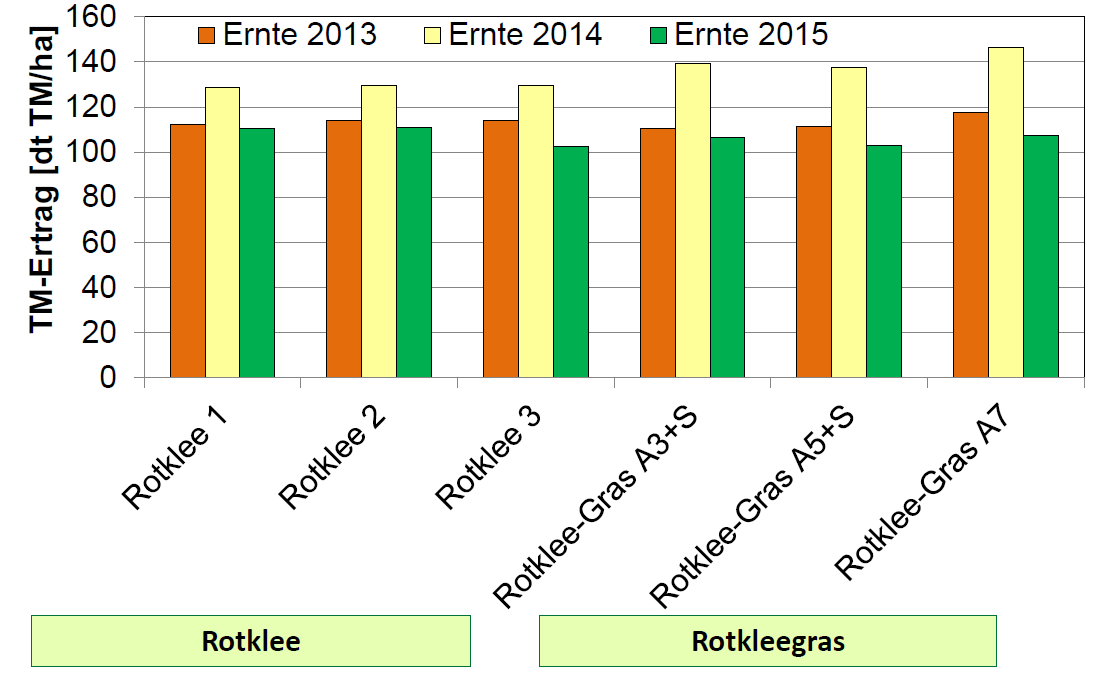 TM-Ertrag [dt TM/ha]
160
140
120
100
80
60
40
20
0
Ernte 2013 Ernte 2014 Ernte 2015
Rotklee 1
Rotklee 2
Rotklee 3
Rotklee-Gras A3+S
Rotklee-Gras A5+S
Rotklee-Gras A7
Rotklee
Rotkleegras